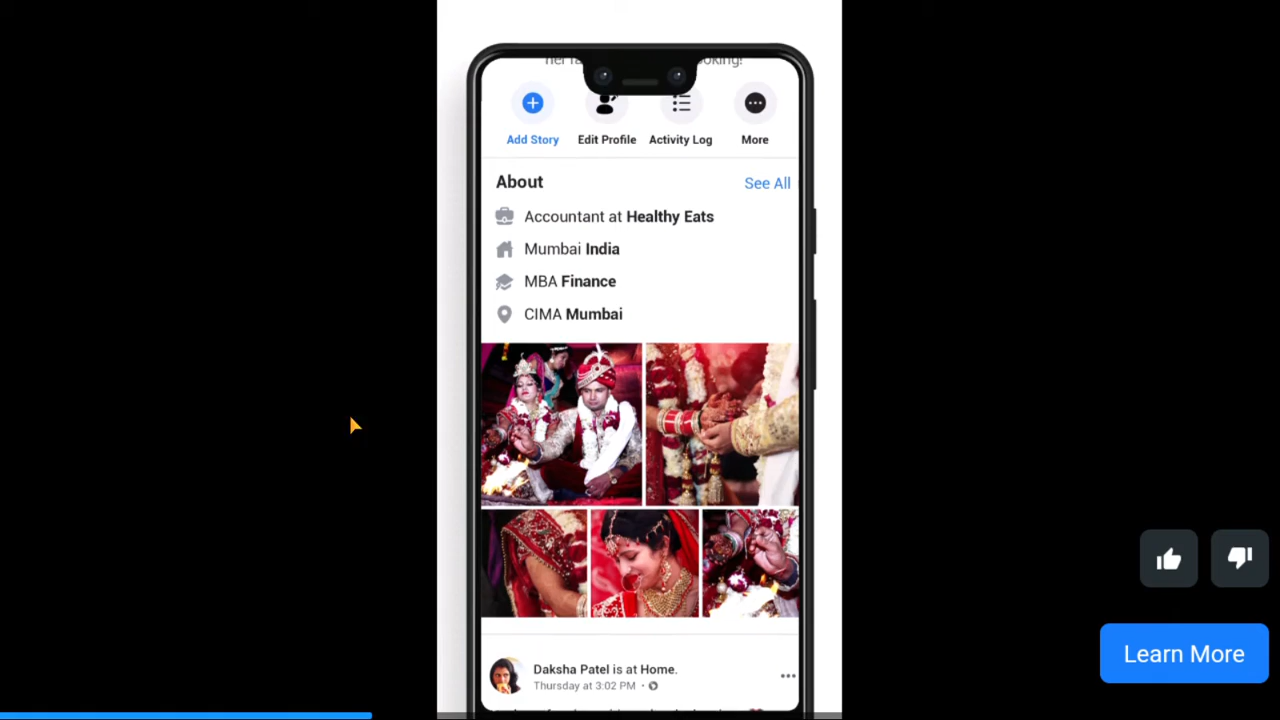 Add Story
Edit Profile
Activity Log
More
About
See All
Accountant at Healthy Eats
Mumbai India
MBA Finance
CIMA Mumbai
Daksha Patel is at Home.
Thursday at 3:02 PM ·
Learn More